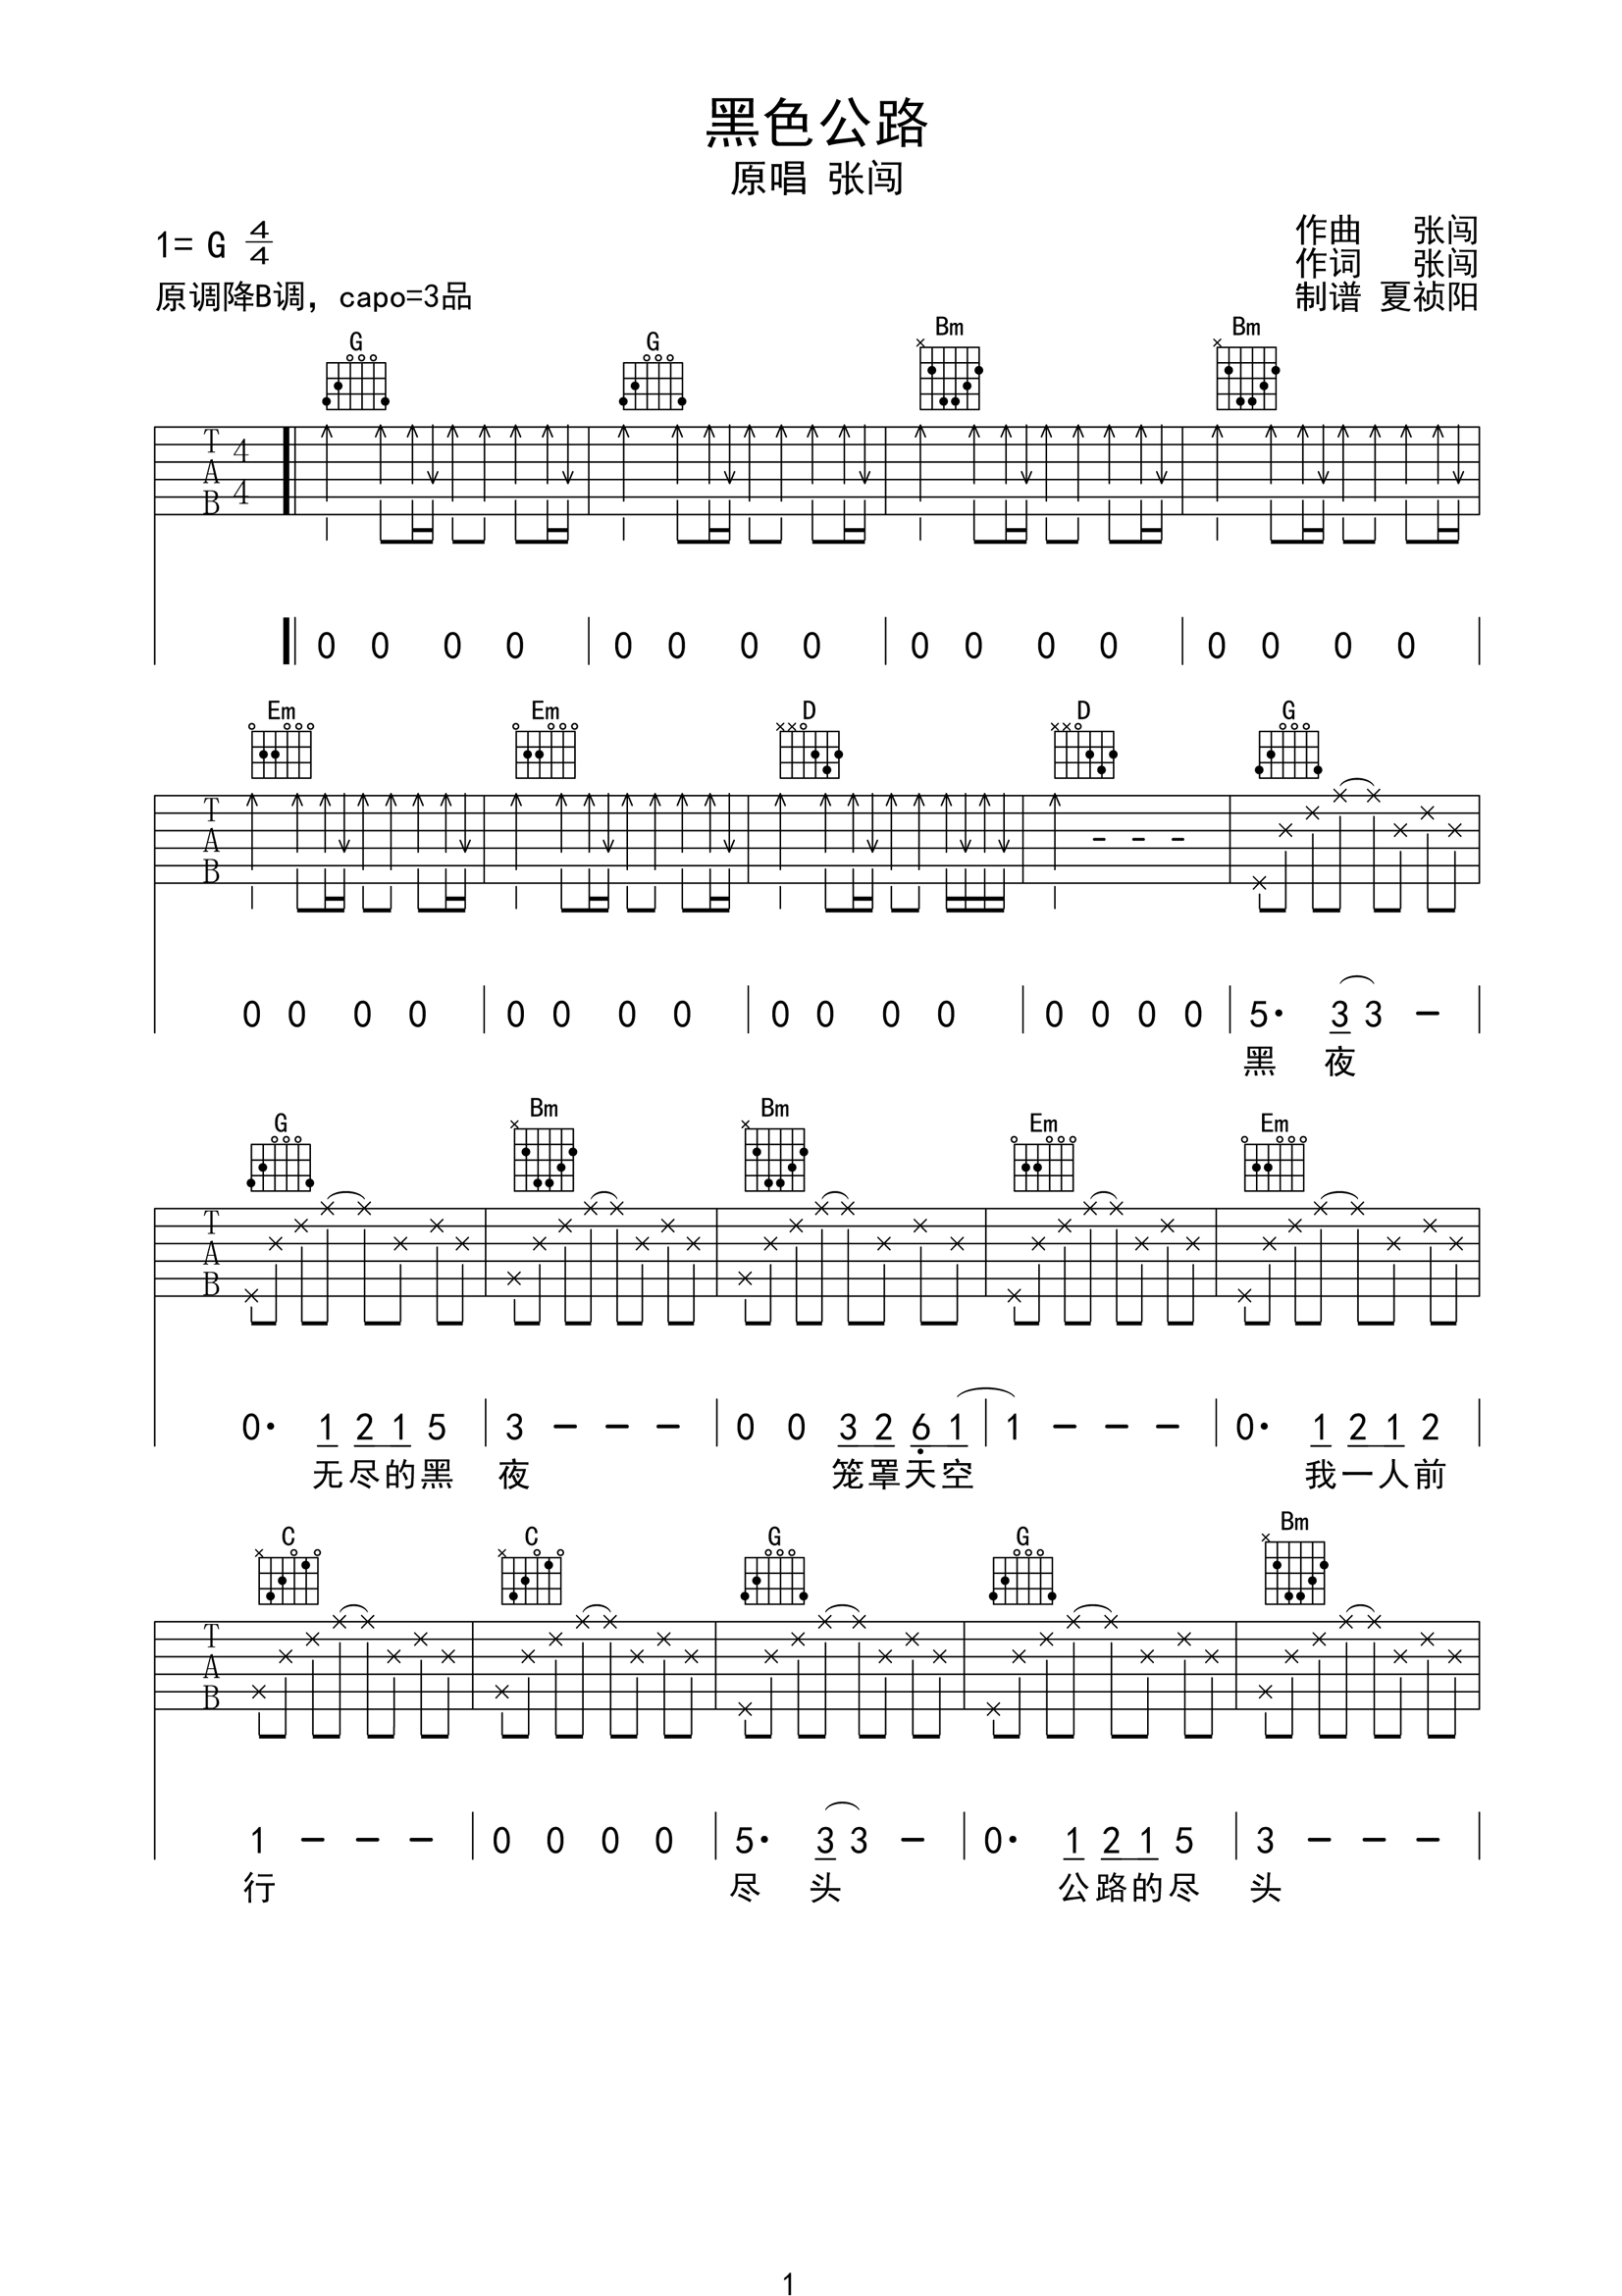 黑色公路
原唱 张闯
1= G 4/4
原调降B调，capo=3品
作曲 张闯
作词 张闯
制谱 夏祯阳
G G Bm Bm
T A B 4 4
0 0 0 0 0 0 0 0 0 0 0 0 0 0 0 0
Em Em D D G
T A B
0 0 0 0 0 0 0 0 0 0 0 0 0 0 0 0 5· 3 3 -
黑 夜
G Bm Bm Em Em
T A B
0· 1 2 1 5 3 - - - 0 0 3 2 6 1 1 - - - 0· 1 2 1 2
无尽的黑 夜 笼罩天空 我一人前
C C G G Bm
T A B
1 - - - 0 0 0 0 5· 3 3 - 0· 1 2 1 5 3 - - -
行 尽 头 公路的尽 头
1